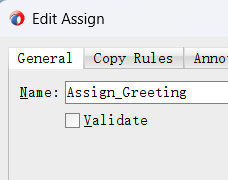 Edit Assign
General Copy Rules
Name: Assign_Greeting
Validate